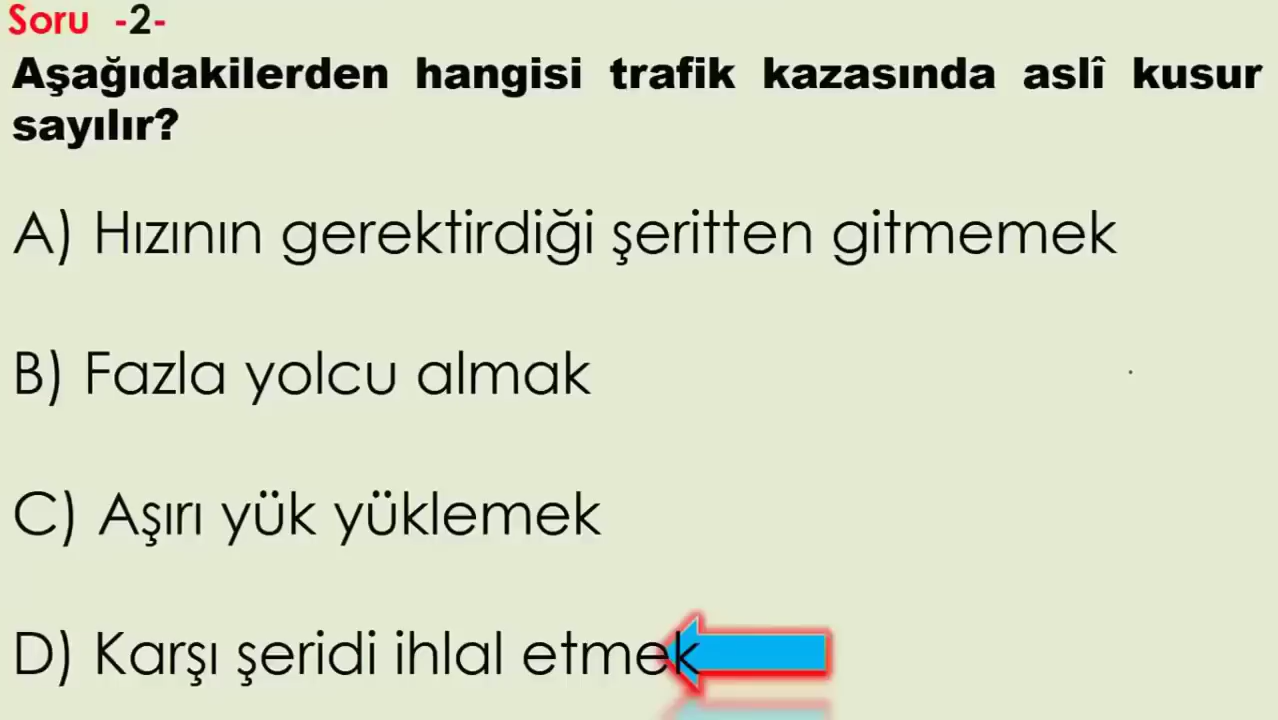 Soru -2-
Aşağıdakilerden hangisi trafik kazasında aslî kusur
sayılır?
A) Hızının gerektirdiği şeritten gitmemek
B) Fazla yolcu almak
C) Aşırı yük yüklemek
D) Karşı şeridi ihlal etmek